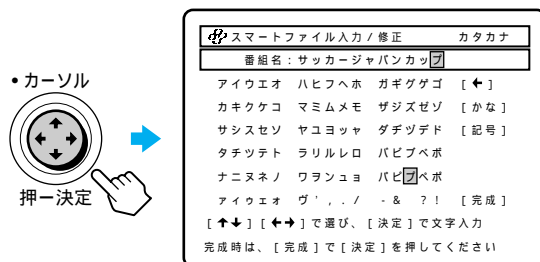 スマートファイル入力/修正 カタカナ
番組名:サッカージャパンカップ
•カーソル
押ー決定
アイウエオ ハヒフヘホ ガギグゲゴ [←]
カキクケコ マミムメモ ザジズゼゾ [かな]
サシスセソ ヤユヨッャ ダヂヅデド [記号]
タチツテト ラリルレロ バビブベボ
ナニヌネノ ワヲンュョ パピプペポ
ァィゥェォ ヴ',./ -&?! [完成]
[↑↓][←→]で選び、[決定]で文字入力
完成時は、[完成]で[決定]を押してください